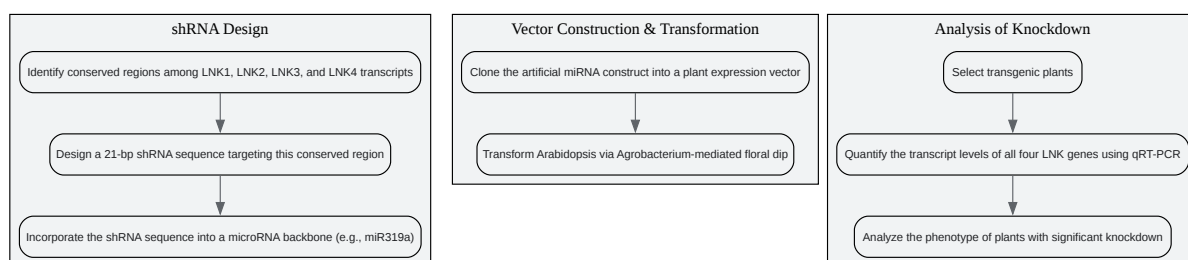 shRNA Design
Identify conserved regions among LNK1, LNK2, LNK3, and LNK4 transcripts
Design a 21-bp shRNA sequence targeting this conserved region
Incorporate the shRNA sequence into a microRNA backbone (e.g., miR319a)
Vector Construction & Transformation
Clone the artificial miRNA construct into a plant expression vector
Transform Arabidopsis via Agrobacterium-mediated floral dip
Analysis of Knockdown
Select transgenic plants
Quantify the transcript levels of all four LNK genes using qRT-PCR
Analyze the phenotype of plants with significant knockdown